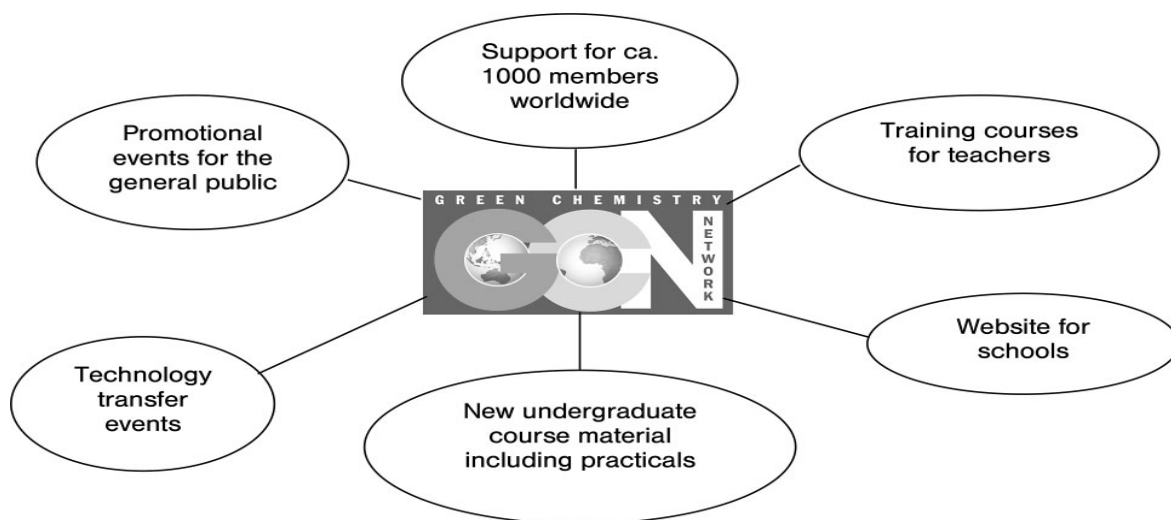 Support for ca.
1000 members
worldwide
Promotional
events for the
general public
Training courses
for teachers
GREEN CHEMISTRY
GCN
NETWORK
Website for
schools
Technology
transfer
events
New undergraduate
course material
including practicals